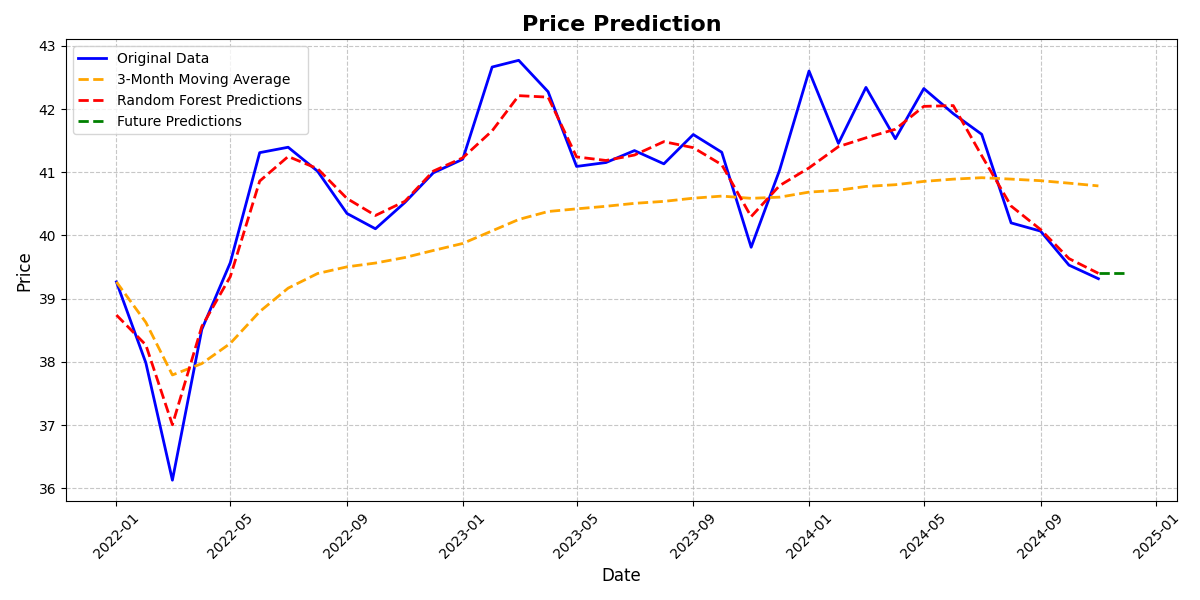 Price Prediction
Original Data
3-Month Moving Average
Random Forest Predictions
Future Predictions
43
42
41
40
39
38
37
36
Price
2022-01
2022-05
2022-09
2023-01
2023-05
2023-09
2024-01
2024-05
2024-09
2025-01
Date